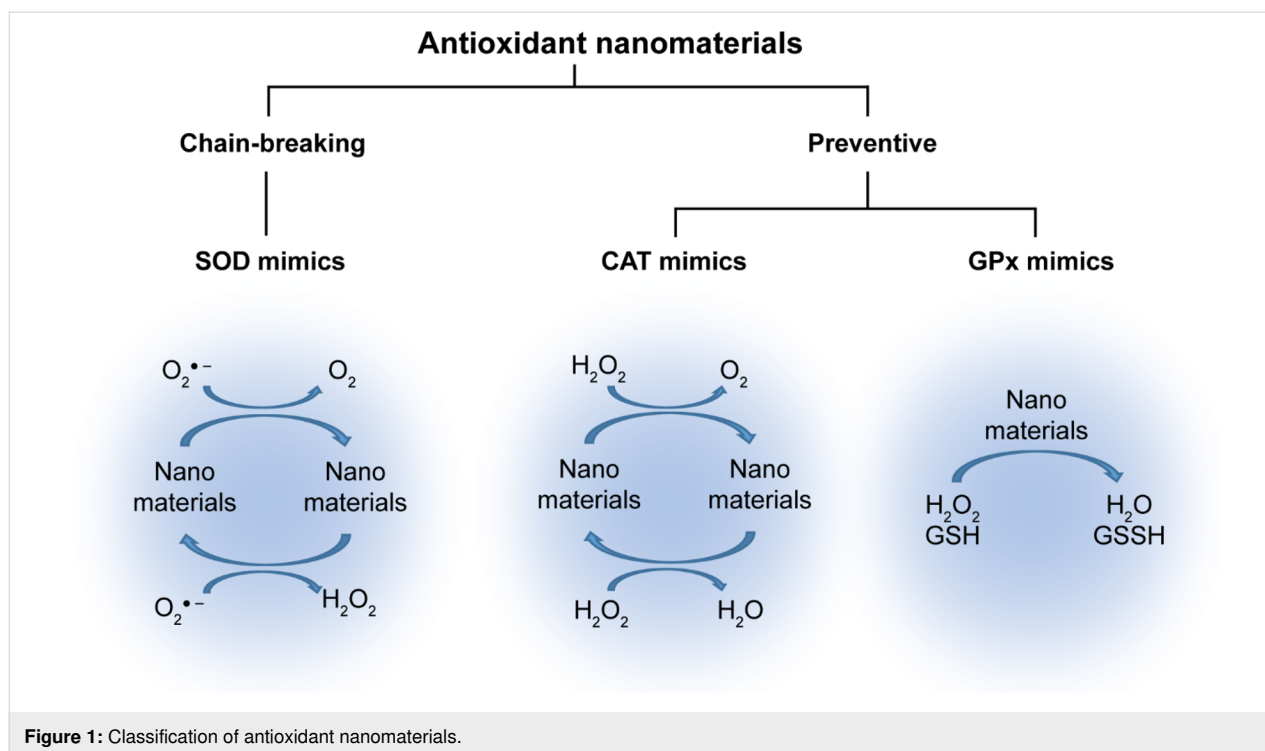 Antioxidant nanomaterials
Chain-breaking
Preventive
SOD mimics
CAT mimics
GPx mimics
O₂•⁻
O₂
Nano
materials
Nano
materials
O₂•⁻
H₂O₂
H₂O₂
O₂
Nano
materials
Nano
materials
H₂O₂
H₂O
Nano
materials
H₂O₂
GSH
H₂O
GSSH
Figure 1: Classification of antioxidant nanomaterials.